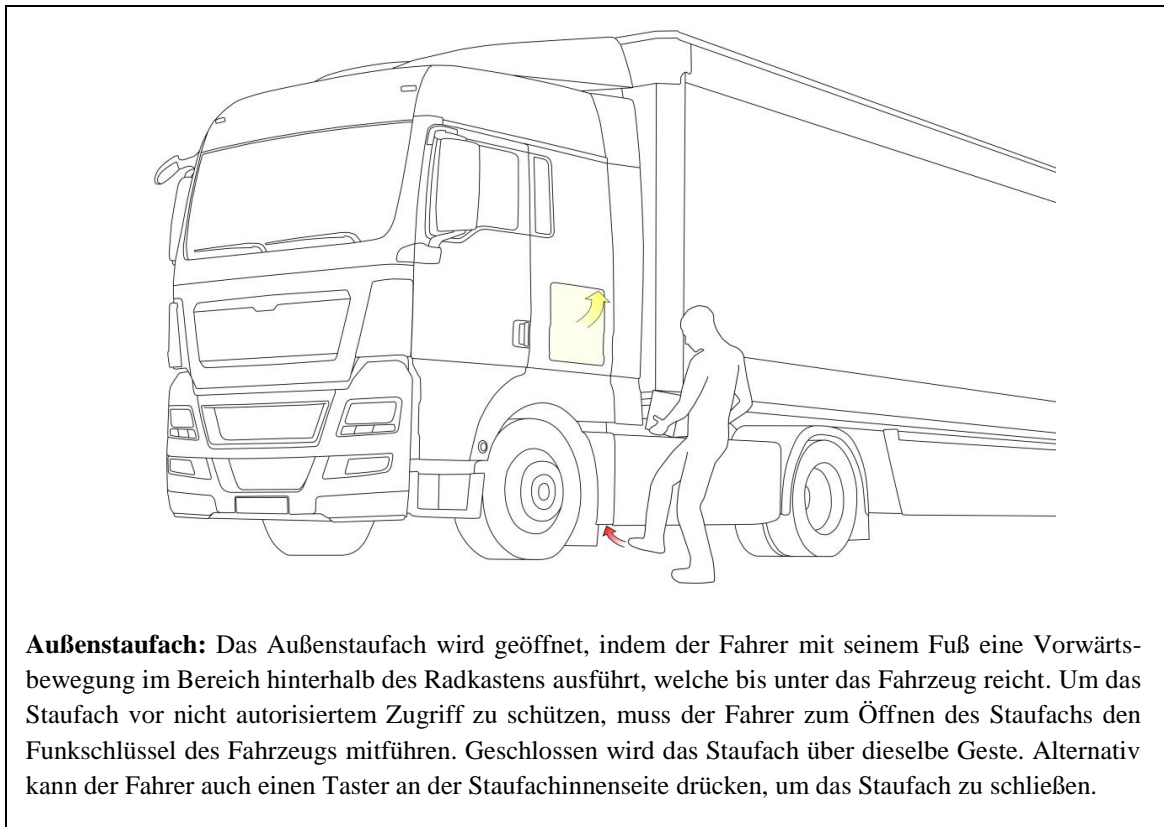 Außenstaufach: Das Außenstaufach wird geöffnet, indem der Fahrer mit seinem Fuß eine Vorwärts-
bewegung im Bereich hinterhalb des Radkastens ausführt, welche bis unter das Fahrzeug reicht. Um das
Staufach vor nicht autorisiertem Zugriff zu schützen, muss der Fahrer zum Öffnen des Staufachs den
Funkschlüssel des Fahrzeugs mitführen. Geschlossen wird das Staufach über dieselbe Geste. Alternativ
kann der Fahrer auch einen Taster an der Staufachinnenseite drücken, um das Staufach zu schließen.